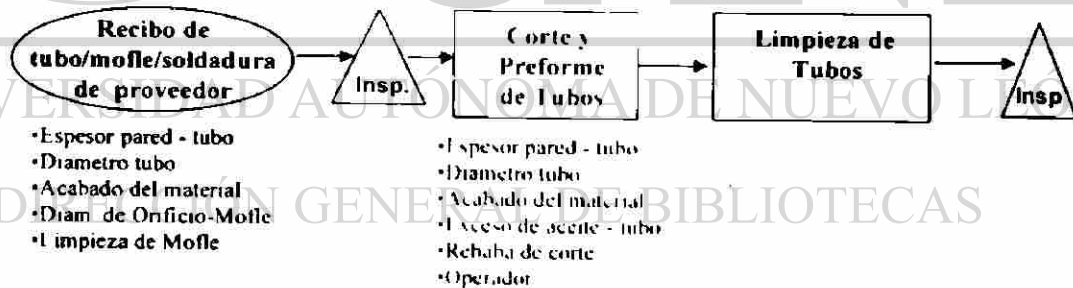 Recibo de
tubo/mofle/soldadura
de proveedor
Insp.
Corte y
Preforme
de Tubos
Limpieza de
Tubos
Insp
UNIVERSIDAD AUTÓNOMA DE NUEVO LEÓN
•Espesor pared - tubo
•Diametro tubo
•Acabado del material
•Diam de Orificio-Mofle
•Limpieza de Mofle
•Espesor pared - tubo
•Diametro tubo
•Acabado del material
•Exceso de aceite - tubo
•Rebaba de corte
•Operador
DIRECCIÓN GENERAL DE BIBLIOTECAS